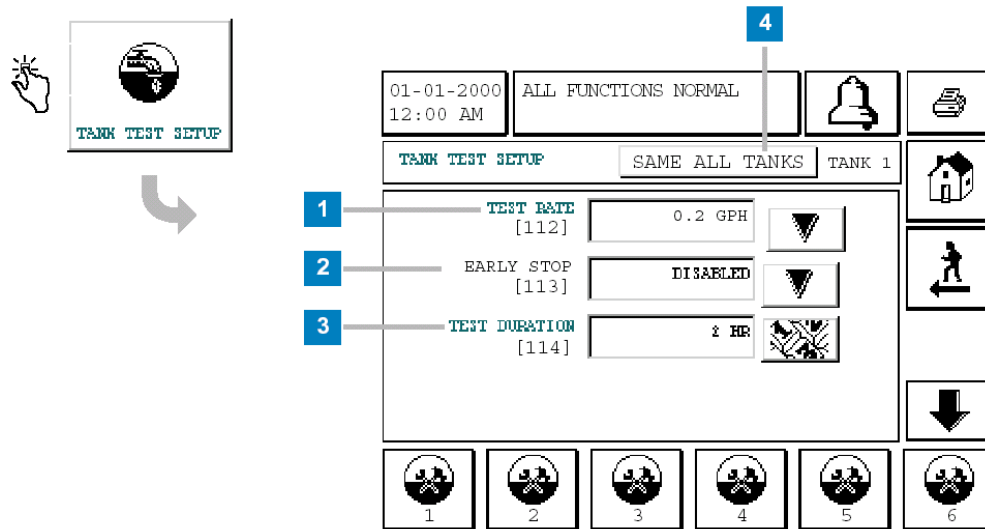 4
TANK TEST SETUP
01-01-2000
12:00 AM
ALL FUNCTIONS NORMAL
TANK TEST SETUP
SAME ALL TANKS
TANK 1
1
TEST RATE
[112]
0.2 GPH
2
EARLY STOP
[113]
DISABLED
3
TEST DURATION
[114]
2 HR
1
2
3
4
5
6